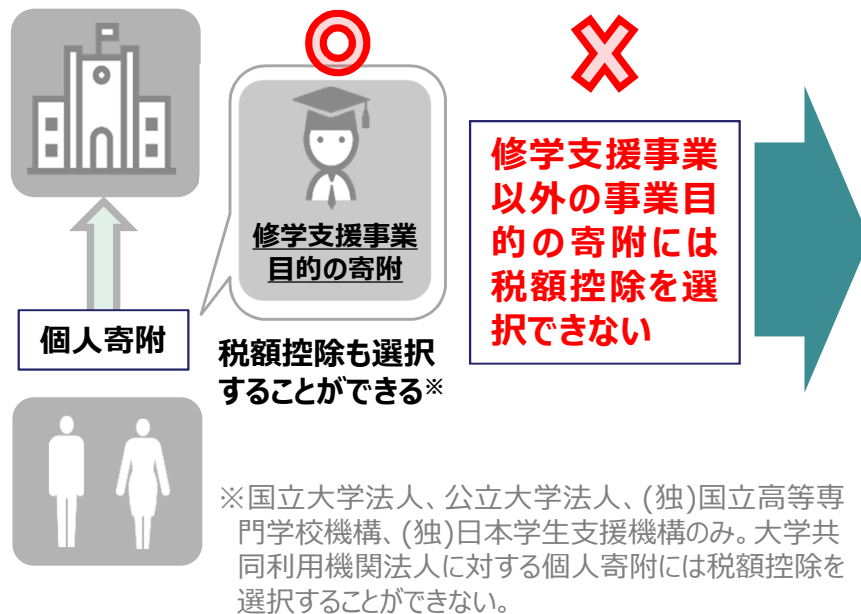 修学支援事業
目的の寄附
修学支援事業
以外の事業目
的の寄附には
税額控除を選
択できない
個人寄附
税額控除も選択
することができる※
※国立大学法人、公立大学法人、(独)国立高等専
門学校機構、(独)日本学生支援機構のみ。大学共
同利用機関法人に対する個人寄附には税額控除を
選択することができない。